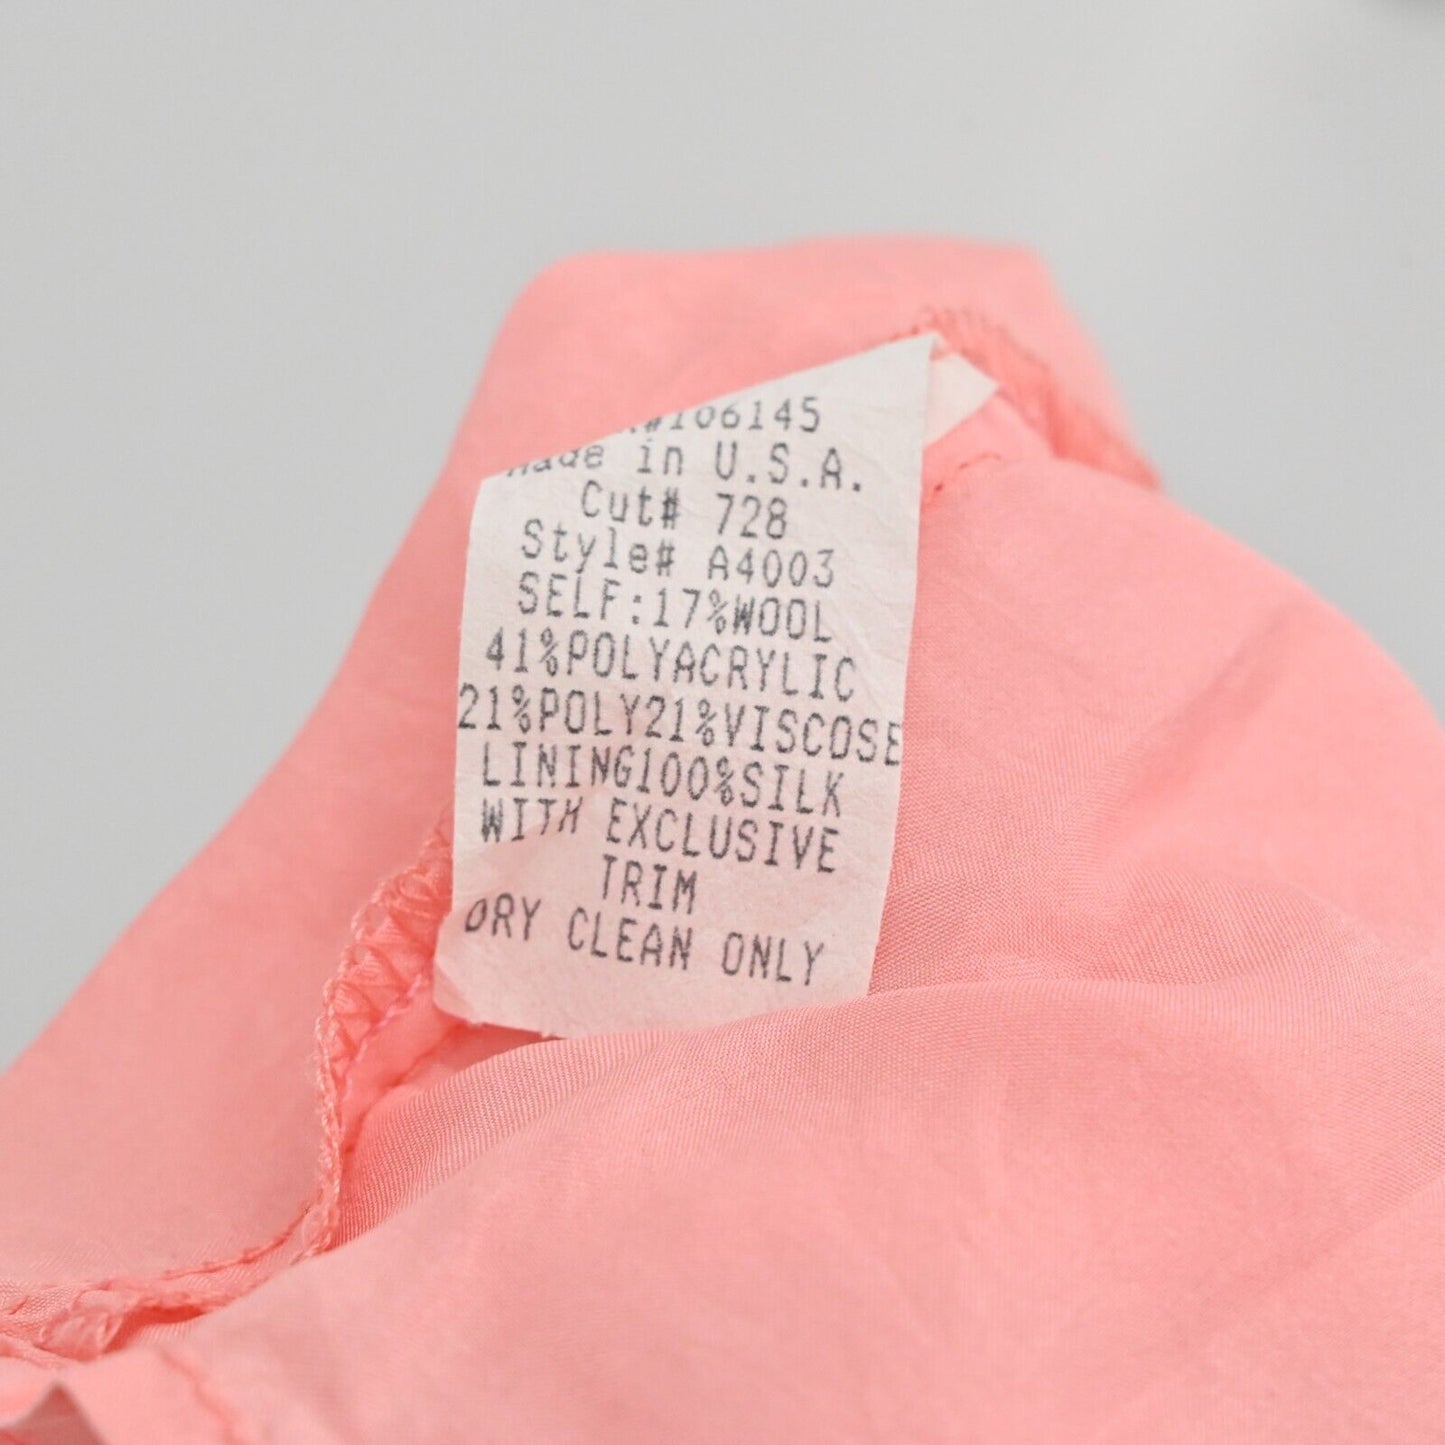 #106145
Made in U.S.A.
Cut# 728
Style# A4003
SELF:17%WOOL
41%POLYACRYLIC
21%POLY21%VISCOSE
LINING100%SILK
WITH EXCLUSIVE
TRIM
DRY CLEAN ONLY